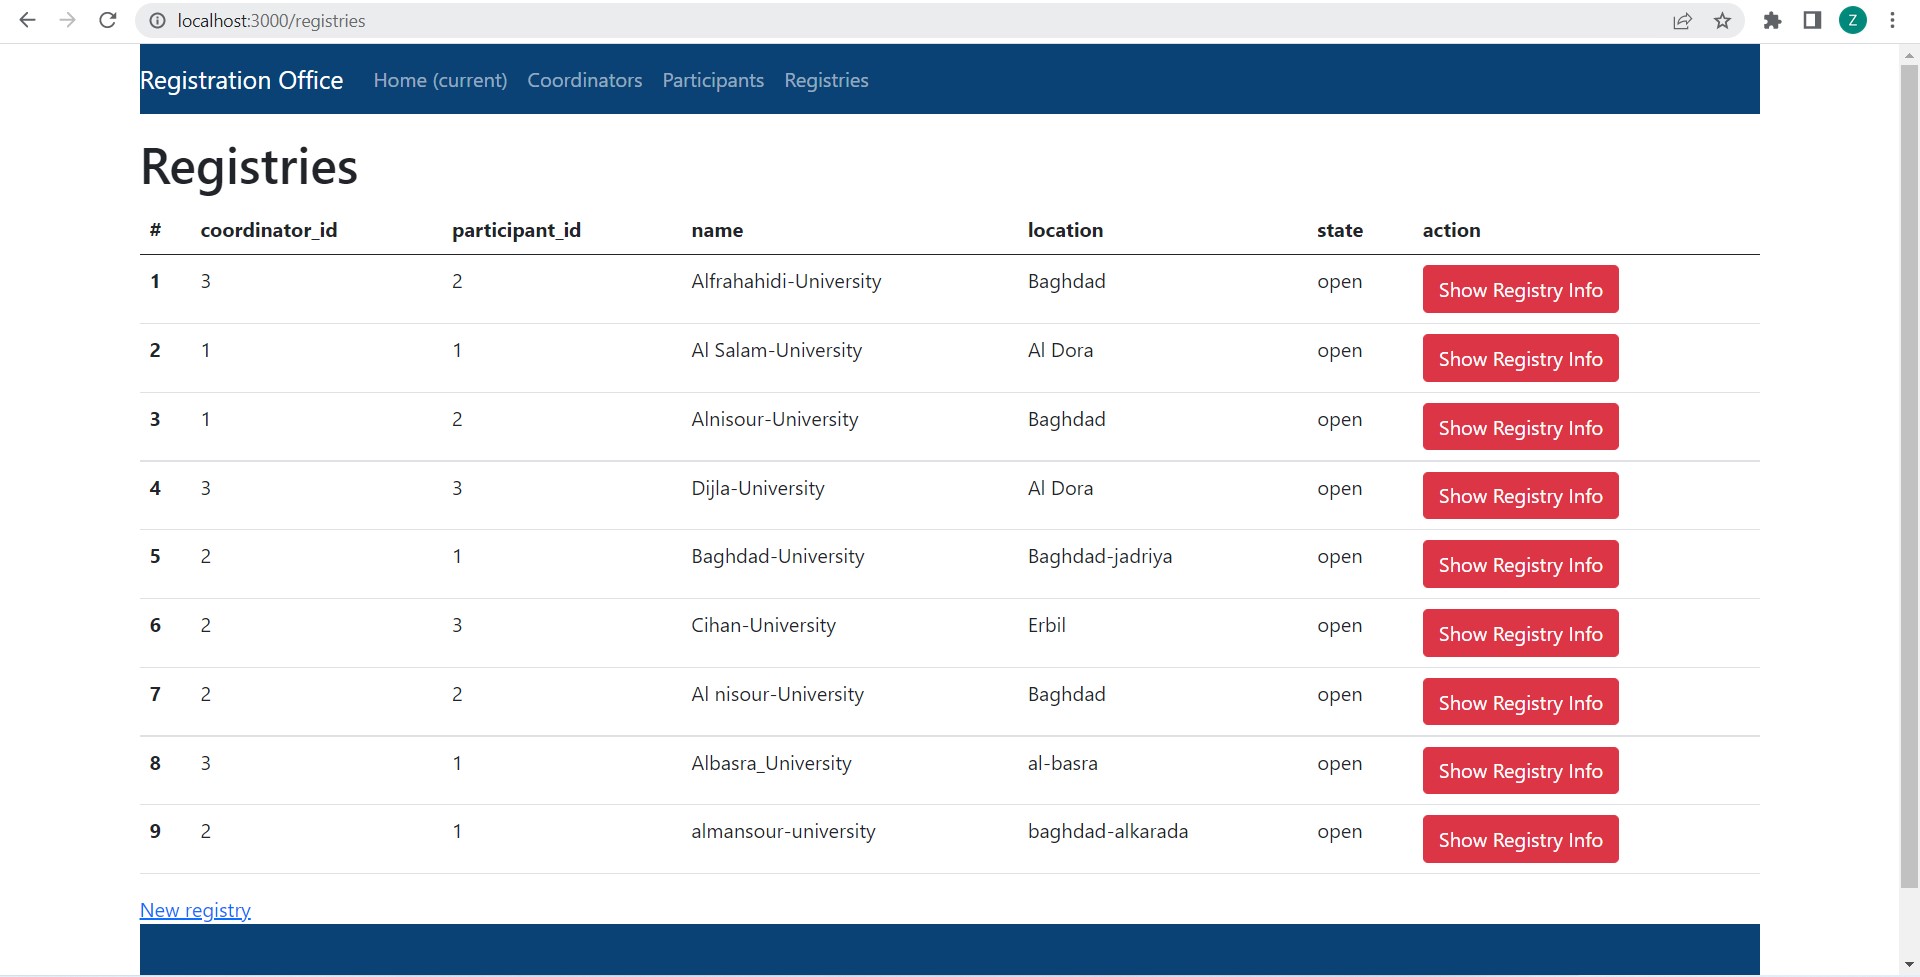 localhost:3000/registries
Z
Registration Office Home (current) Coordinators Participants Registries
Registries
# coordinator_id participant_id name location state action
1 3 2 Alfrahahidi-University Baghdad open Show Registry Info
2 1 1 Al Salam-University Al Dora open Show Registry Info
3 1 2 Alnisour-University Baghdad open Show Registry Info
4 3 3 Dijla-University Al Dora open Show Registry Info
5 2 1 Baghdad-University Baghdad-jadriya open Show Registry Info
6 2 3 Cihan-University Erbil open Show Registry Info
7 2 2 Al nisour-University Baghdad open Show Registry Info
8 3 1 Albasra_University al-basra open Show Registry Info
9 2 1 almansour-university baghdad-alkarada open Show Registry Info
New registry